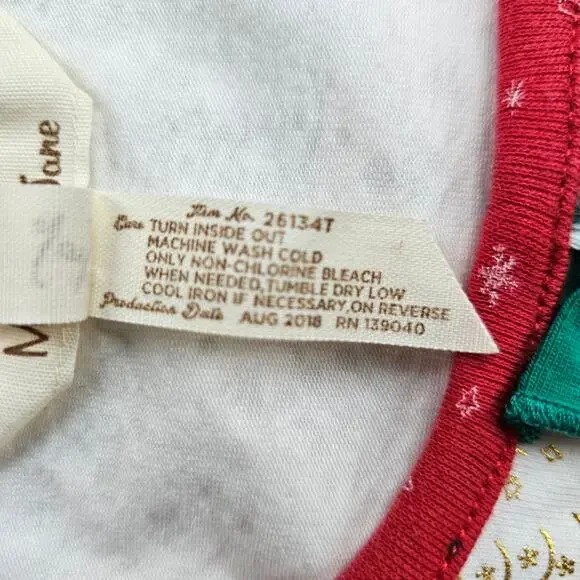 Item No. 26134T
Care TURN INSIDE OUT
MACHINE WASH COLD
ONLY NON-CHLORINE BLEACH
WHEN NEEDED, TUMBLE DRY LOW
COOL IRON IF NECESSARY, ON REVERSE
Production Date AUG 2018 RN 139040
M
Jane